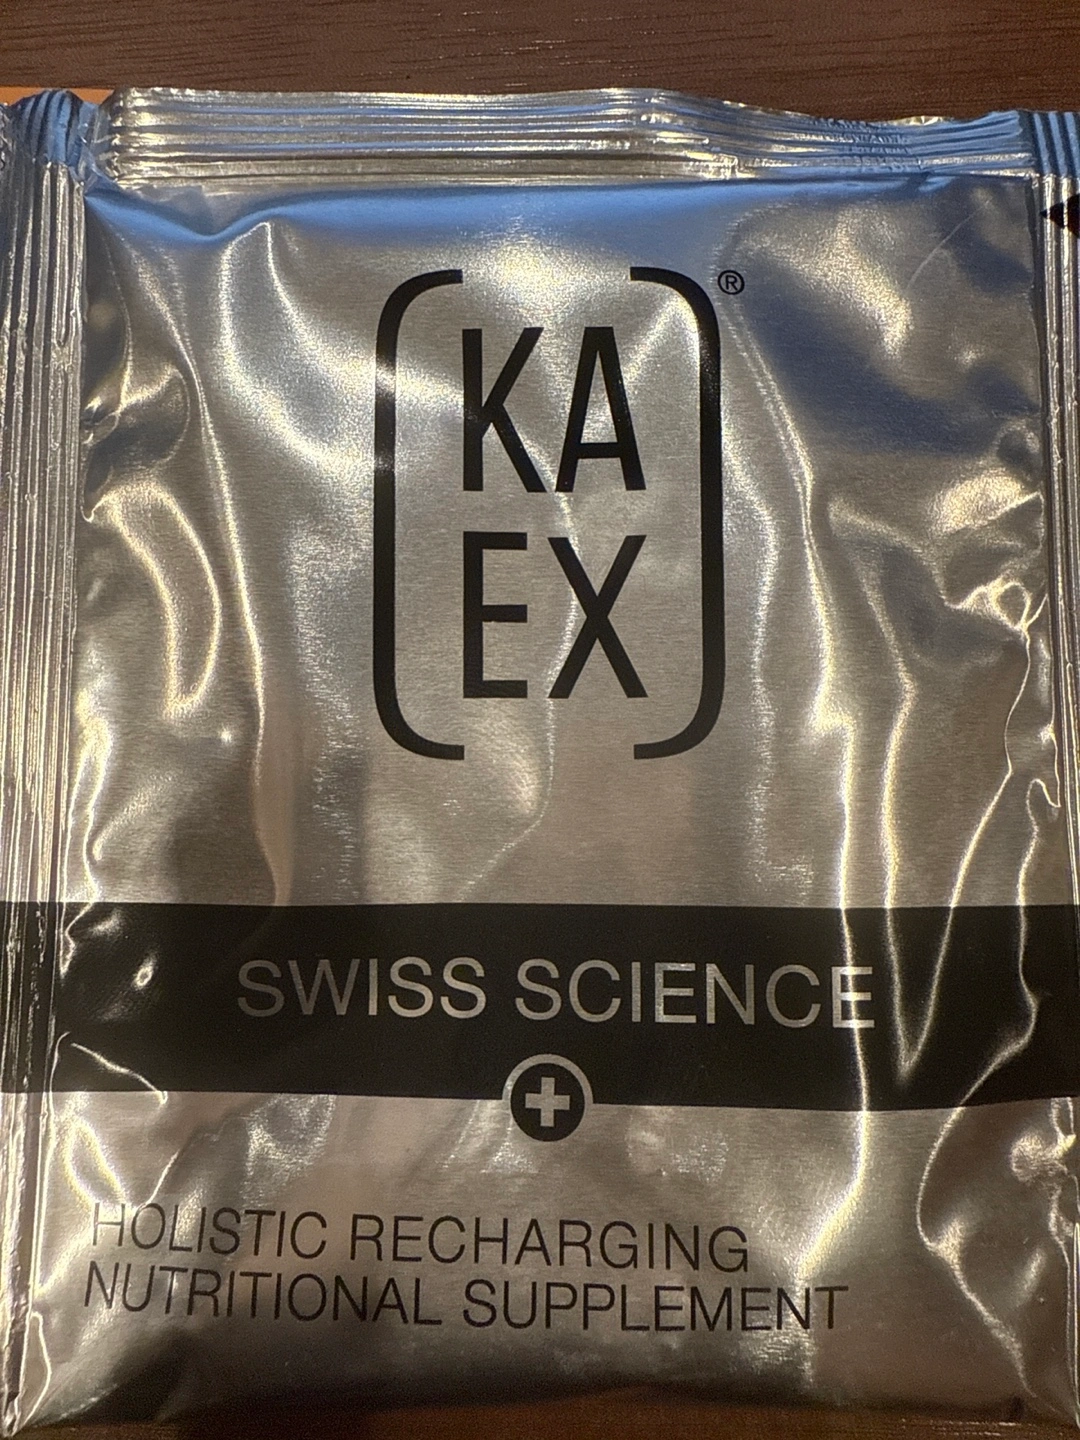 KA
EX
®
SWISS SCIENCE
HOLISTIC RECHARGING
NUTRITIONAL SUPPLEMENT